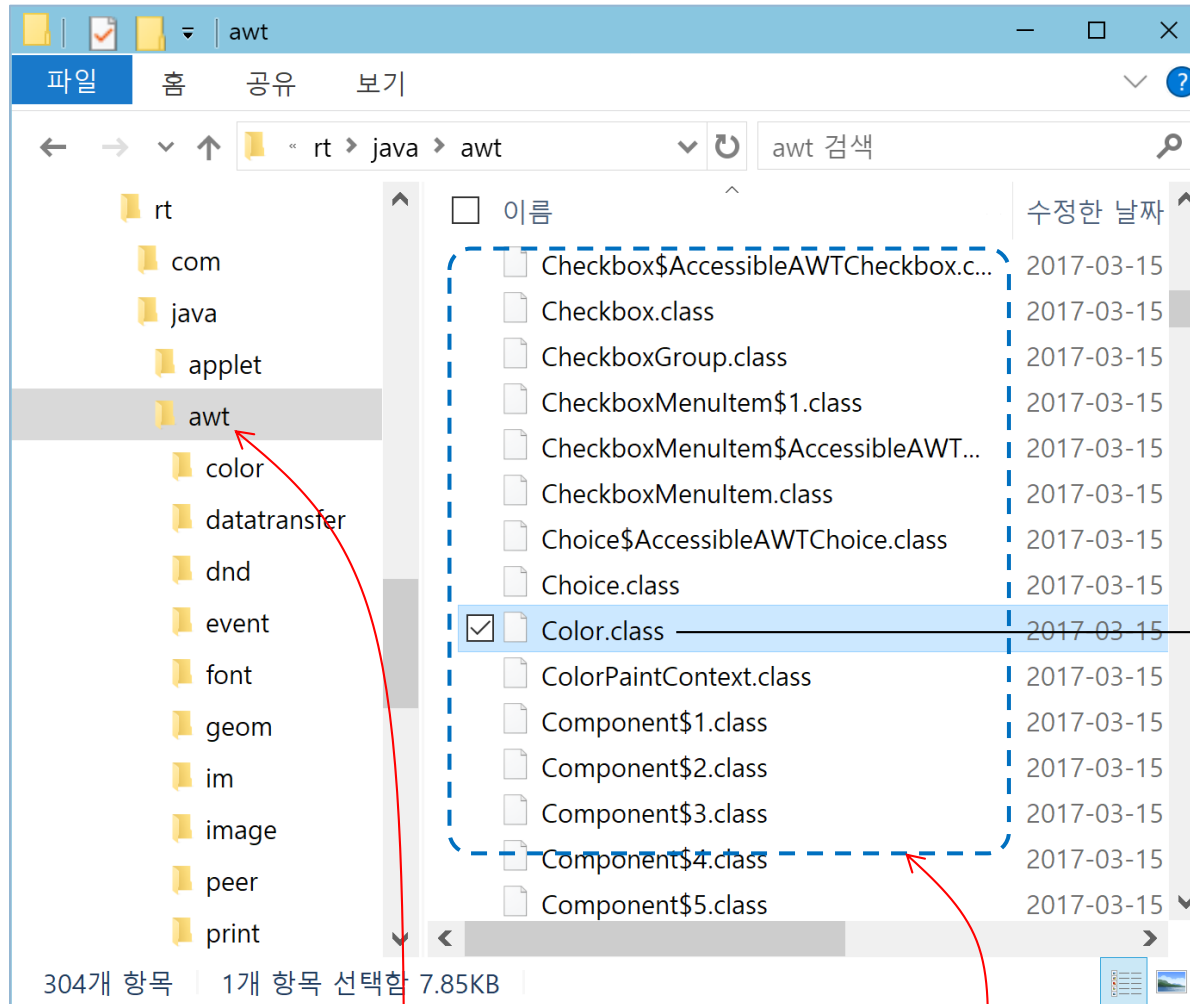 awt
파일 홈 공유 보기
« rt > java > awt awt 검색
rt
com
java
applet
awt
color
datatransfer
dnd
event
font
geom
im
image
peer
print
이름 수정한 날짜
Checkbox$AccessibleAWTCheckbox.c... 2017-03-15
Checkbox.class 2017-03-15
CheckboxGroup.class 2017-03-15
CheckboxMenuItem$1.class 2017-03-15
CheckboxMenuItem$AccessibleAWT... 2017-03-15
CheckboxMenuItem.class 2017-03-15
Choice$AccessibleAWTChoice.class 2017-03-15
Choice.class 2017-03-15
Color.class 2017-03-15
ColorPaintContext.class 2017-03-15
Component$1.class 2017-03-15
Component$2.class 2017-03-15
Component$3.class 2017-03-15
Component$4.class 2017-03-15
Component$5.class 2017-03-15
304개 항목 1개 항목 선택함 7.85KB